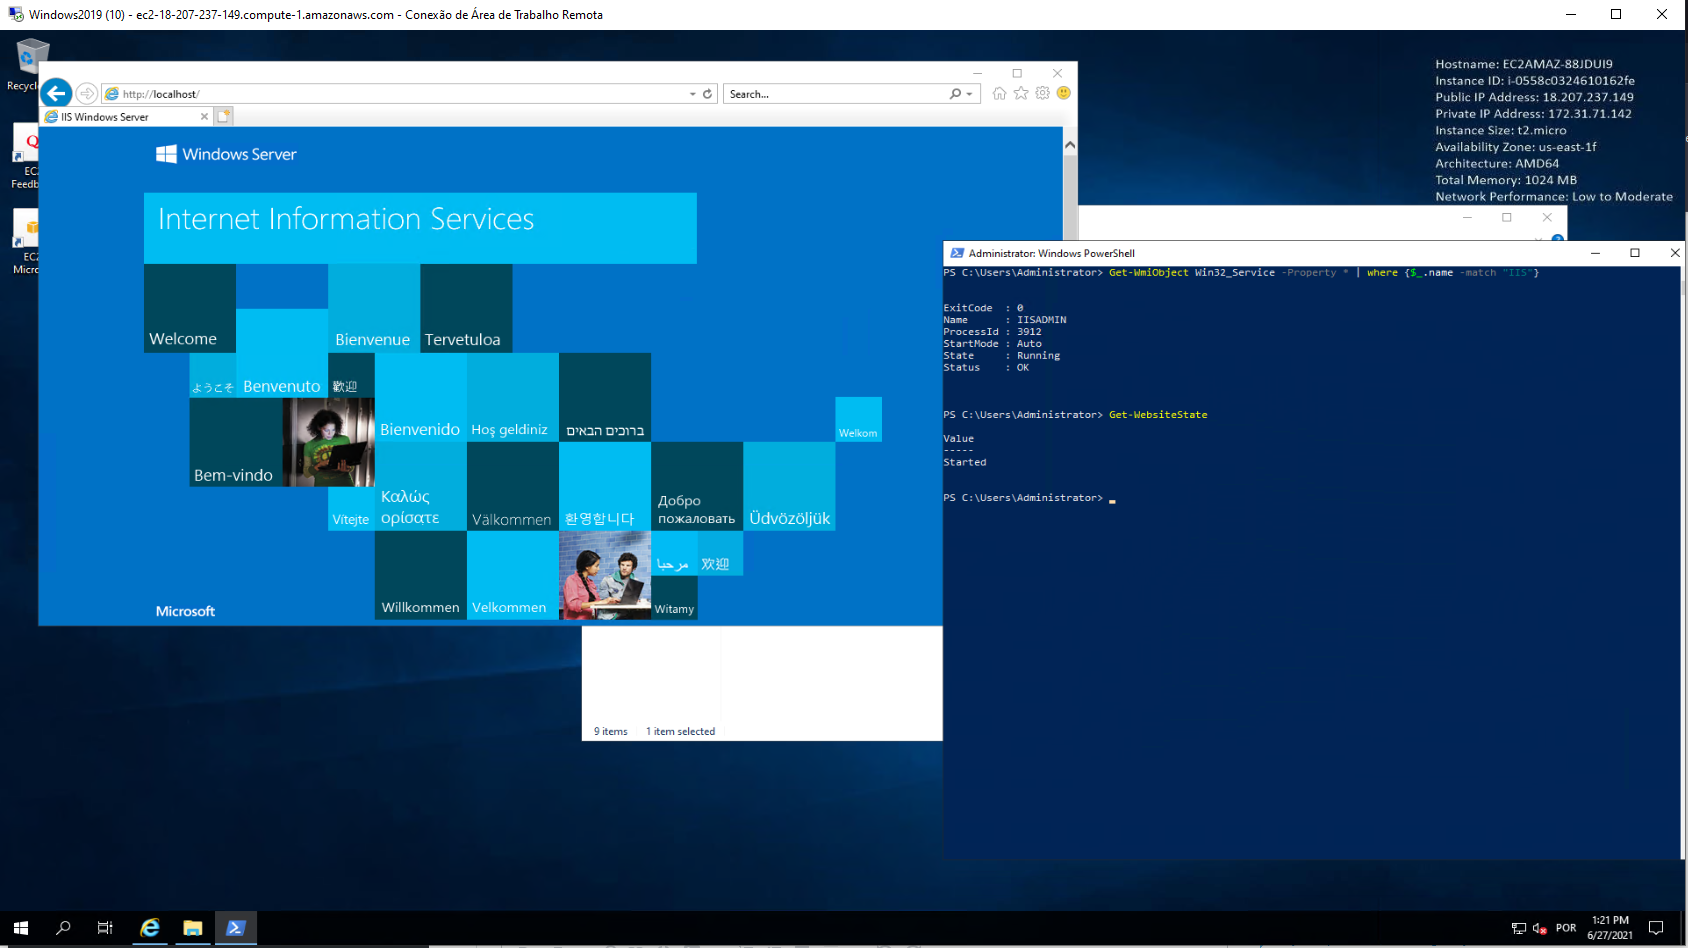 Windows2019 (10) - ec2-18-207-237-149.compute-1.amazonaws.com - Conexão de Área de Trabalho Remota
Hostname: EC2AMAZ-88JDUI9
Instance ID: i-0558c0324610162fe
Public IP Address: 18.207.237.149
Private IP Address: 172.31.71.142
Instance Size: t2.micro
Availability Zone: us-east-1f
Architecture: AMD64
Total Memory: 1024 MB
Network Performance: Low to Moderate
http://localhost/
Search...
IIS Windows Server
Windows Server
Internet Information Services
Welcome
Bienvenue
Tervetuloa
ようこそ
Benvenuto
歡迎
Bienvenido
Hoş geldiniz
ברוכים הבאים
Welkom
Bem-vindo
Vítejte
Καλώς
ορίσατε
Välkommen
환영합니다
Добро
пожаловать
Üdvözöljük
مرحبا
欢迎
Willkommen
Velkommen
Witamy
Microsoft
9 items 1 item selected
Administrator: Windows PowerShell
PS C:\Users\Administrator> Get-WmiObject Win32_Service -Property * | where {$_.name -match "IIS"}
ExitCode : 0
Name : IISADMIN
ProcessId : 3912
StartMode : Auto
State : Running
Status : OK
PS C:\Users\Administrator> Get-WebsiteState
Value
-----
Started
PS C:\Users\Administrator>
POR
1:21 PM
6/27/2021